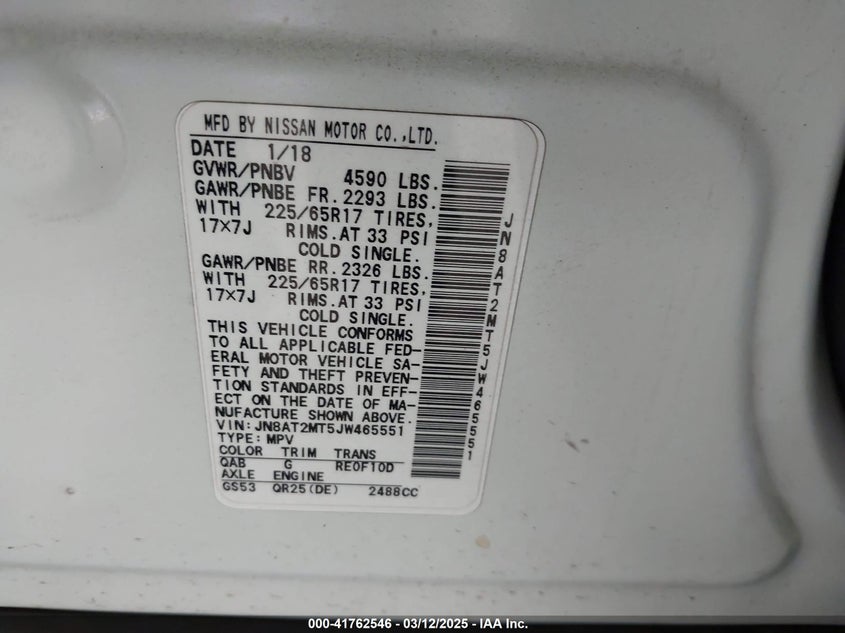 MFD BY NISSAN MOTOR CO.,LTD.
DATE 1/18
GVWR/PNBV 4590 LBS.
GAWR/PNBE FR. 2293 LBS.
WITH 225/65R17 TIRES,
17×7J RIMS.AT 33 PSI
COLD SINGLE.
GAWR/PNBE RR. 2326 LBS.
WITH 225/65R17 TIRES,
17×7J RIMS.AT 33 PSI
COLD SINGLE.
THIS VEHICLE CONFORMS
TO ALL APPLICABLE FED-
ERAL MOTOR VEHICLE SA-
FETY AND THEFT PREVEN-
TION STANDARDS IN EFF-
ECT ON THE DATE OF MA-
NUFACTURE SHOWN ABOVE.
VIN:JN8AT2MT5JW465551
TYPE: MPV
COLOR TRIM TRANS
QAB G RE0F10D
AXLE ENGINE
GS53 QR25(DE) 2488CC
JN8AT2MT5JW465551
000-41762546 - 03/12/2025 - IAA Inc.